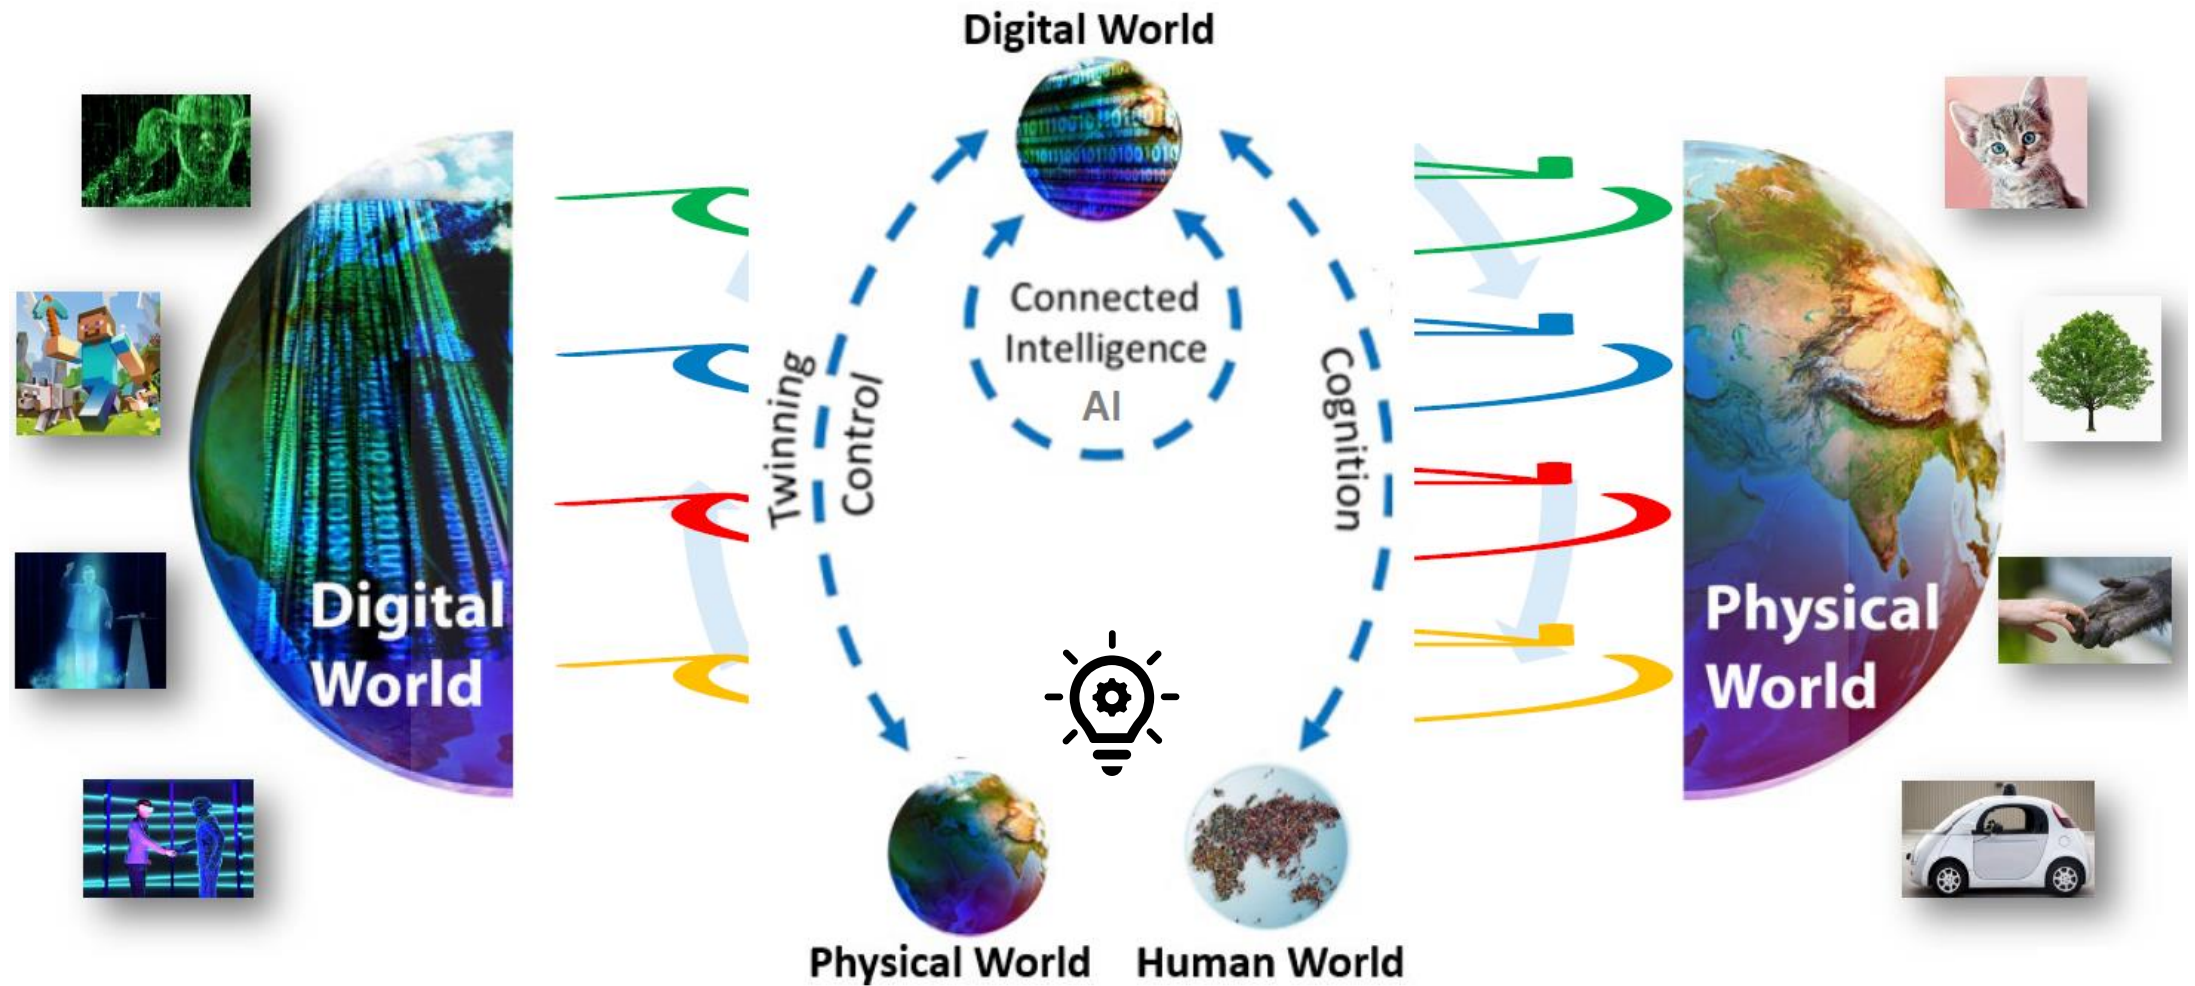 Digital World
Connected
Intelligence
AI
Twinning
Control
Cognition
Digital
World
Physical
World
Physical World
Human World